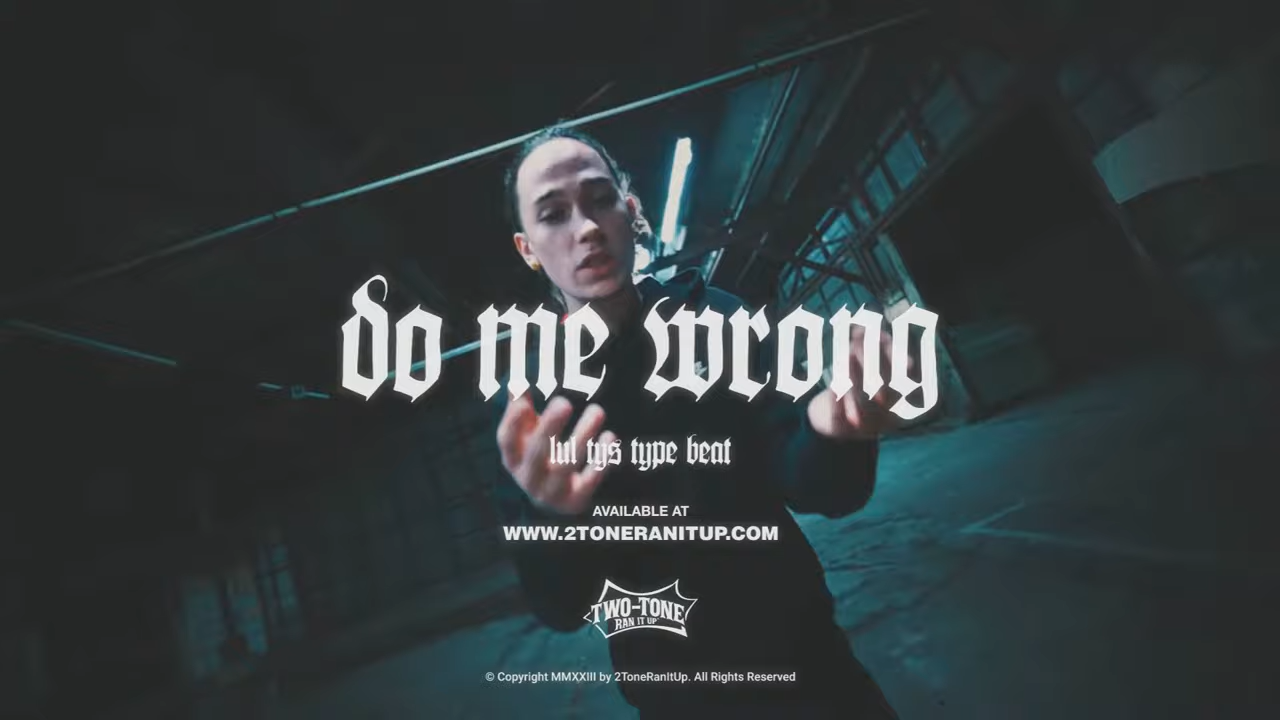 do me wrong
lul tys type beat
AVAILABLE AT
WWW.2TONERANITUP.COM
TWO-TONE
RAN IT UP
© Copyright MMXXIII by 2ToneRanItUp. All Rights Reserved